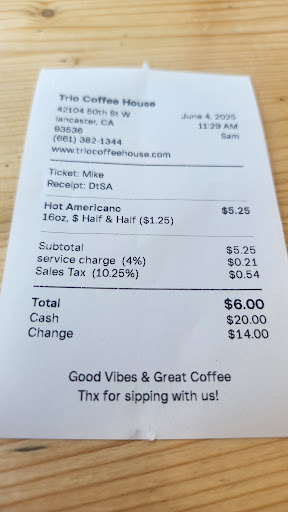 Trio Coffee House
42104 50th St W
lancaster, CA
93536
(661) 382-1344
www.triocoffeehouse.com
June 4, 2025
11:29 AM
Sam
Ticket: Mike
Receipt: DtSA
Hot Americano $5.25
16oz, $ Half & Half ($1.25)
Subtotal $5.25
service charge (4%) $0.21
Sales Tax (10.25%) $0.54
Total $6.00
Cash $20.00
Change $14.00
Good Vibes & Great Coffee
Thx for sipping with us!